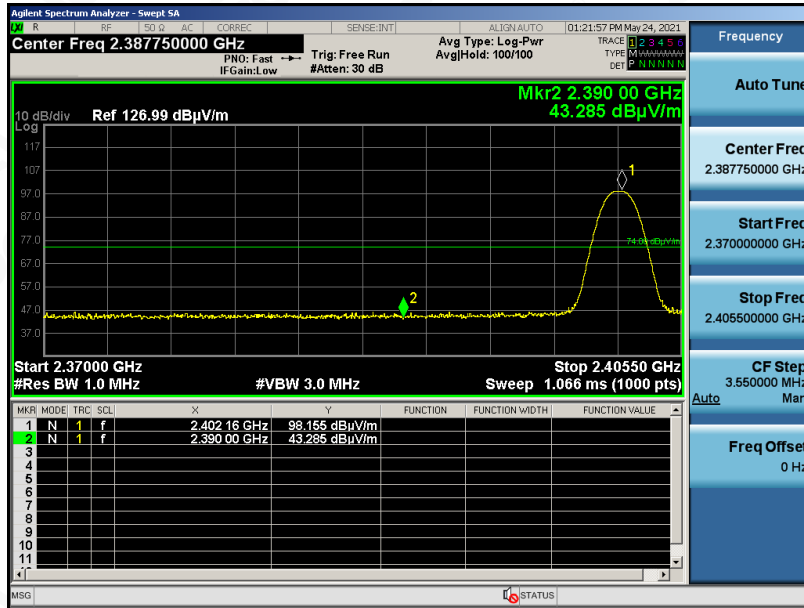 Agilent Spectrum Analyzer - Swept SA
LXI R RF 50 Ω AC CORREC SENSE:INT ALIGN AUTO 01:21:57 PM May 24, 2021
Center Freq 2.387750000 GHz
PNO: Fast
IFGain:Low
Trig: Free Run
#Atten: 30 dB
Avg Type: Log-Pwr
Avg|Hold: 100/100
TRACE 1 2 3 4 5 6
TYPE M
DET P N N N N N
Mkr2 2.390 00 GHz
43.285 dBµV/m
10 dB/div Ref 126.99 dBµV/m
Log
117
107
97.0
87.0
77.0
67.0
57.0
47.0
37.0
1
2
Start 2.37000 GHz Stop 2.40550 GHz
#Res BW 1.0 MHz #VBW 3.0 MHz Sweep 1.066 ms (1000 pts)
MKR MODE TRC SCL X Y FUNCTION FUNCTION WIDTH FUNCTION VALUE
1 N 1 f 2.402 16 GHz 98.155 dBµV/m
2 N 1 f 2.390 00 GHz 43.285 dBµV/m
3
4
5
6
7
8
9
10
11
MSG STATUS
Frequency
Auto Tune
Center Freq
2.387750000 GHz
Start Freq
2.370000000 GHz
Stop Freq
2.405500000 GHz
CF Step
3.550000 MHz
Auto Man
Freq Offset
0 Hz